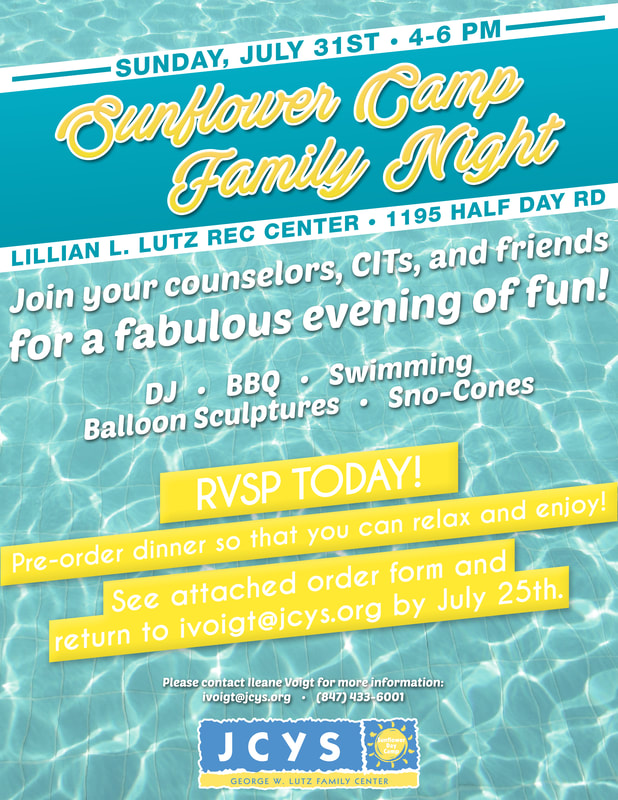 SUNDAY, JULY 31ST • 4-6 PM
Sunflower Camp
Family Night
LILLIAN L. LUTZ REC CENTER • 1195 HALF DAY RD
Join your counselors, CITs, and friends
for a fabulous evening of fun!
DJ • BBQ • Swimming
Balloon Sculptures • Sno-Cones
RVSP TODAY!
Pre-order dinner so that you can relax and enjoy!
See attached order form and
return to ivoigt@jcys.org by July 25th.
Please contact Ileane Voigt for more information:
ivoigt@jcys.org • (847) 433-6001
JCYS
Sunflower
Day
Camp
GEORGE W. LUTZ FAMILY CENTER